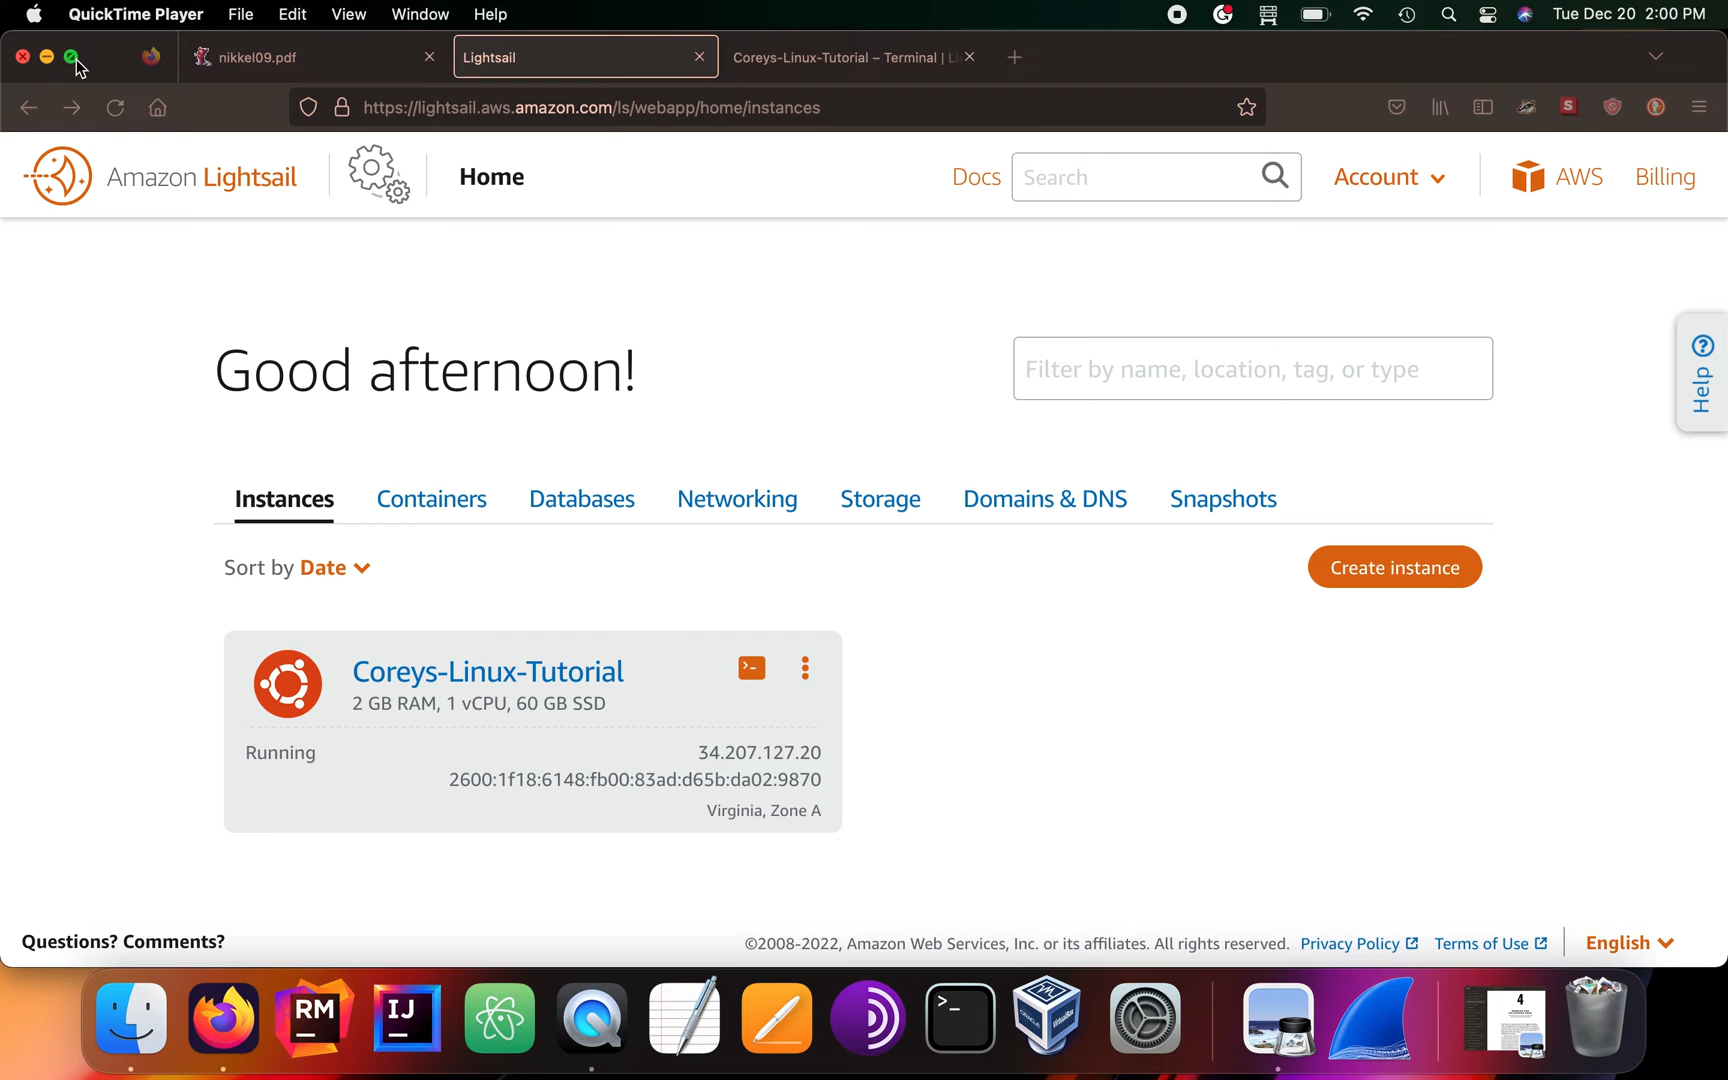 QuickTime Player File Edit View Window Help Tue Dec 20 2:00 PM
nikkel09.pdf Lightsail Coreys-Linux-Tutorial – Terminal | Li
https://lightsail.aws.amazon.com/ls/webapp/home/instances
Amazon Lightsail Home Docs Search Account AWS Billing
Good afternoon!
Filter by name, location, tag, or type
Help
Instances Containers Databases Networking Storage Domains & DNS Snapshots
Sort by Date Create instance
Coreys-Linux-Tutorial
2 GB RAM, 1 vCPU, 60 GB SSD
Running 34.207.127.20
2600:1f18:6148:fb00:83ad:d65b:da02:9870
Virginia, Zone A
Questions? Comments? ©2008-2022, Amazon Web Services, Inc. or its affiliates. All rights reserved. Privacy Policy Terms of Use English
RM IJ >_ 4